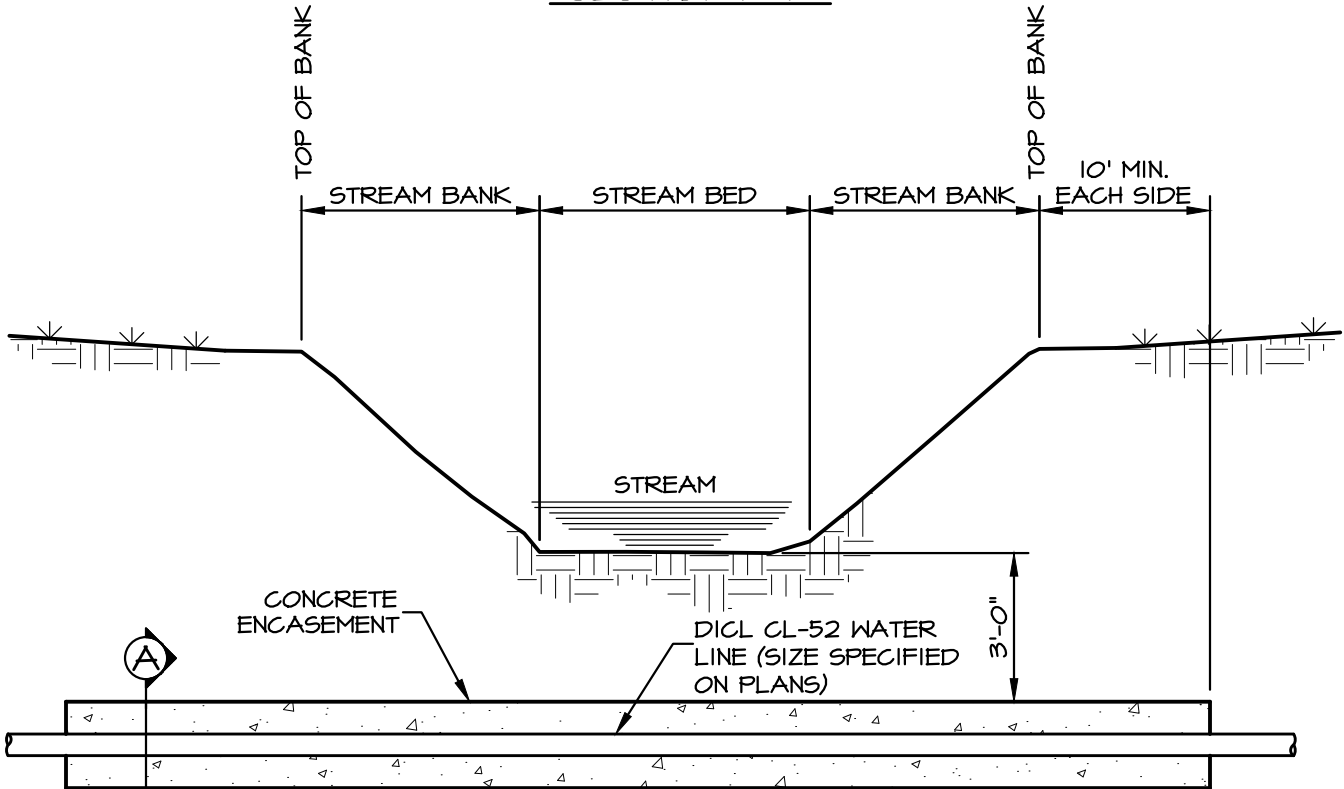 TOP OF BANK
TOP OF BANK
10' MIN.
EACH SIDE
STREAM BANK
STREAM BED
STREAM BANK
STREAM
CONCRETE
ENCASEMENT
DICL CL-52 WATER
LINE (SIZE SPECIFIED
ON PLANS)
3'-0"
A